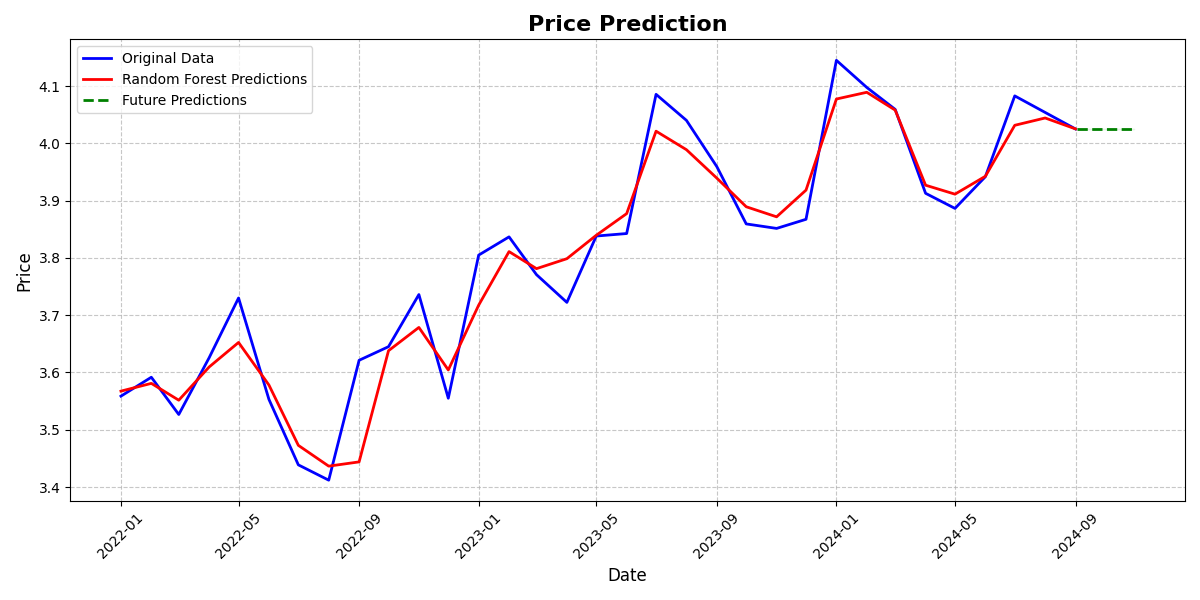 Price Prediction
Original Data
Random Forest Predictions
Future Predictions
Price
4.1
4.0
3.9
3.8
3.7
3.6
3.5
3.4
2022-01
2022-05
2022-09
2023-01
2023-05
2023-09
2024-01
2024-05
2024-09
Date